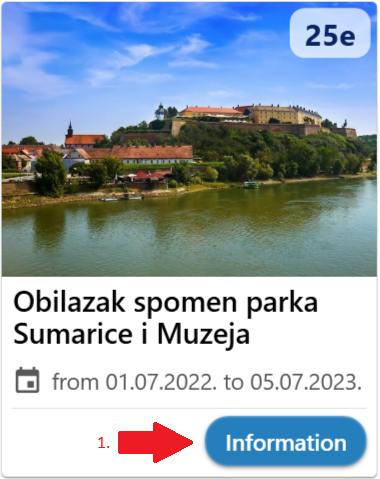 25e
Obilazak spomen parka
Sumarice i Muzeja
from 01.07.2022. to 05.07.2023.
1.
Information